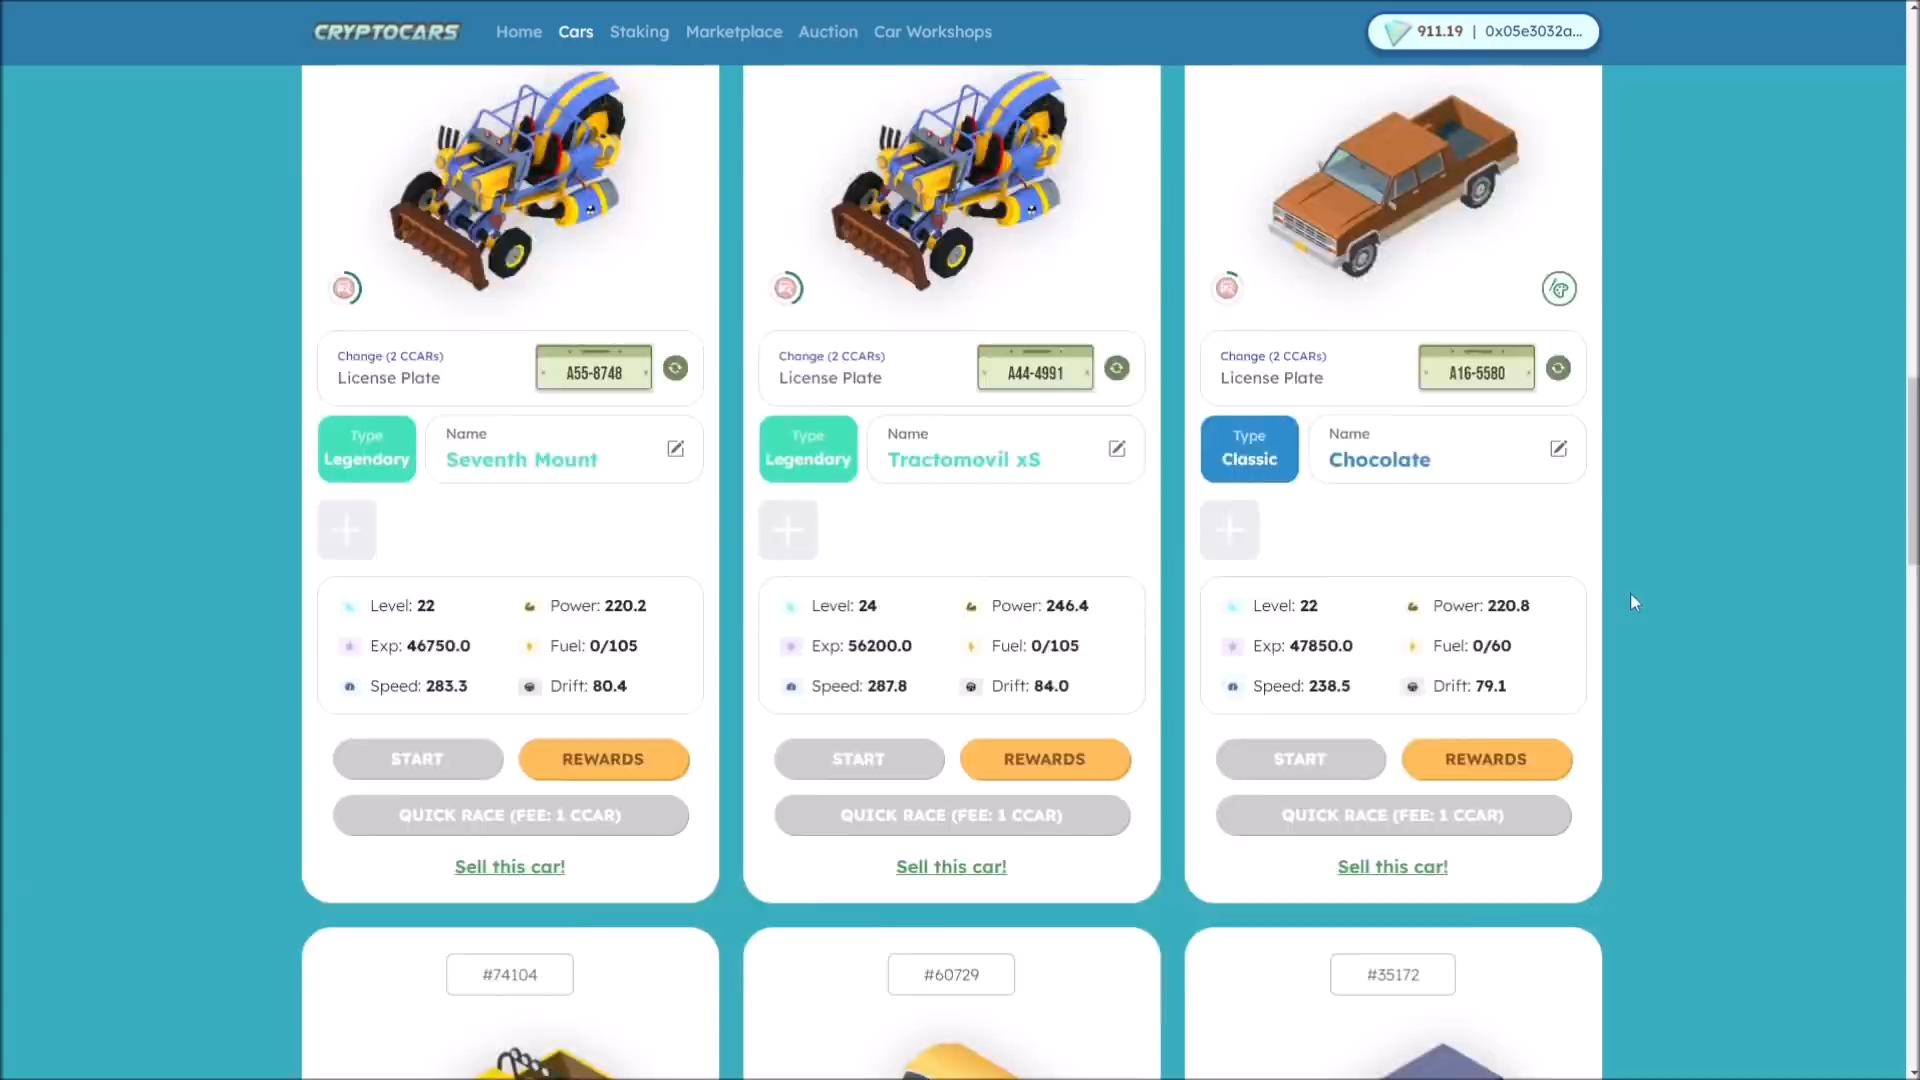 CRYPTOCARS Home Cars Staking Marketplace Auction Car Workshops 911.19 | 0x05e3032a...
Change (2 CCARs)
License Plate
A55-8748
Type
Legendary
Name
Seventh Mount
Level: 22 Power: 220.2
Exp: 46750.0 Fuel: 0/105
Speed: 283.3 Drift: 80.4
START REWARDS
QUICK RACE (FEE: 1 CCAR)
Sell this car!
Change (2 CCARs)
License Plate
A44-4991
Type
Legendary
Name
Tractomovil xS
Level: 24 Power: 246.4
Exp: 56200.0 Fuel: 0/105
Speed: 287.8 Drift: 84.0
START REWARDS
QUICK RACE (FEE: 1 CCAR)
Sell this car!
Change (2 CCARs)
License Plate
A16-5580
Type
Classic
Name
Chocolate
Level: 22 Power: 220.8
Exp: 47850.0 Fuel: 0/60
Speed: 238.5 Drift: 79.1
START REWARDS
QUICK RACE (FEE: 1 CCAR)
Sell this car!
#74104
#60729
#35172